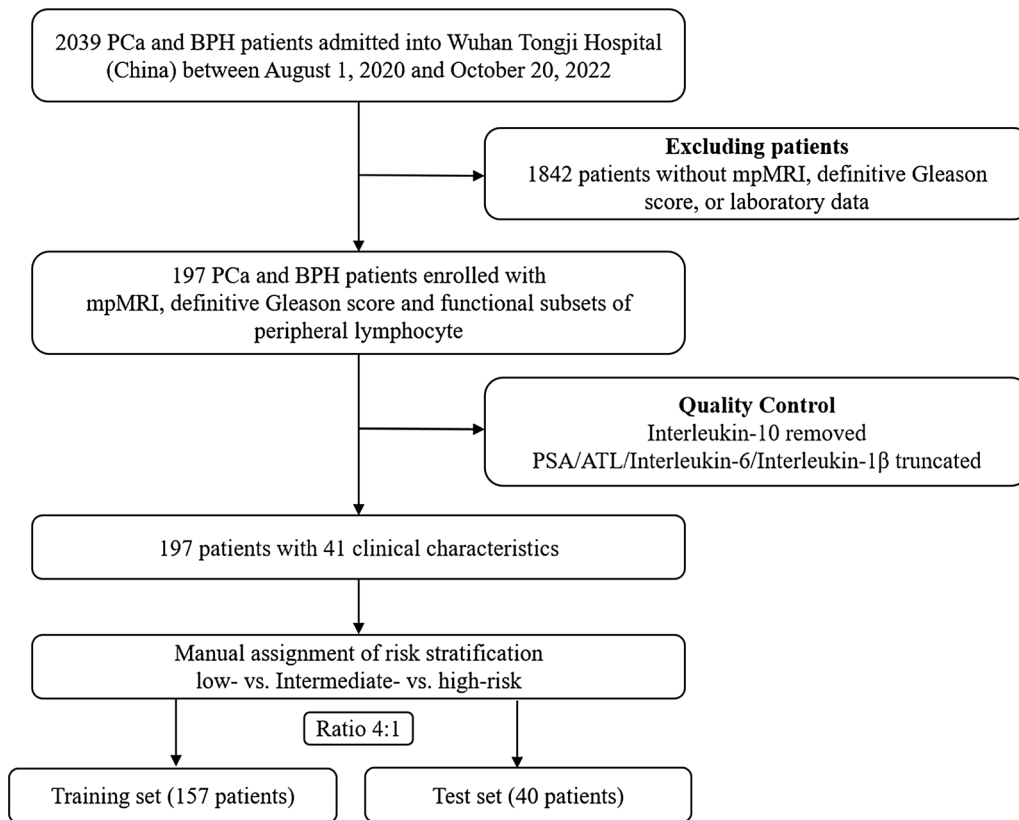 2039 PCa and BPH patients admitted into Wuhan Tongji Hospital
(China) between August 1, 2020 and October 20, 2022
Excluding patients
1842 patients without mpMRI, definitive Gleason
score, or laboratory data
197 PCa and BPH patients enrolled with
mpMRI, definitive Gleason score and functional subsets of
peripheral lymphocyte
Quality Control
Interleukin-10 removed
PSA/ATL/Interleukin-6/Interleukin-1β truncated
197 patients with 41 clinical characteristics
Manual assignment of risk stratification
low- vs. Intermediate- vs. high-risk
Ratio 4:1
Training set (157 patients)
Test set (40 patients)